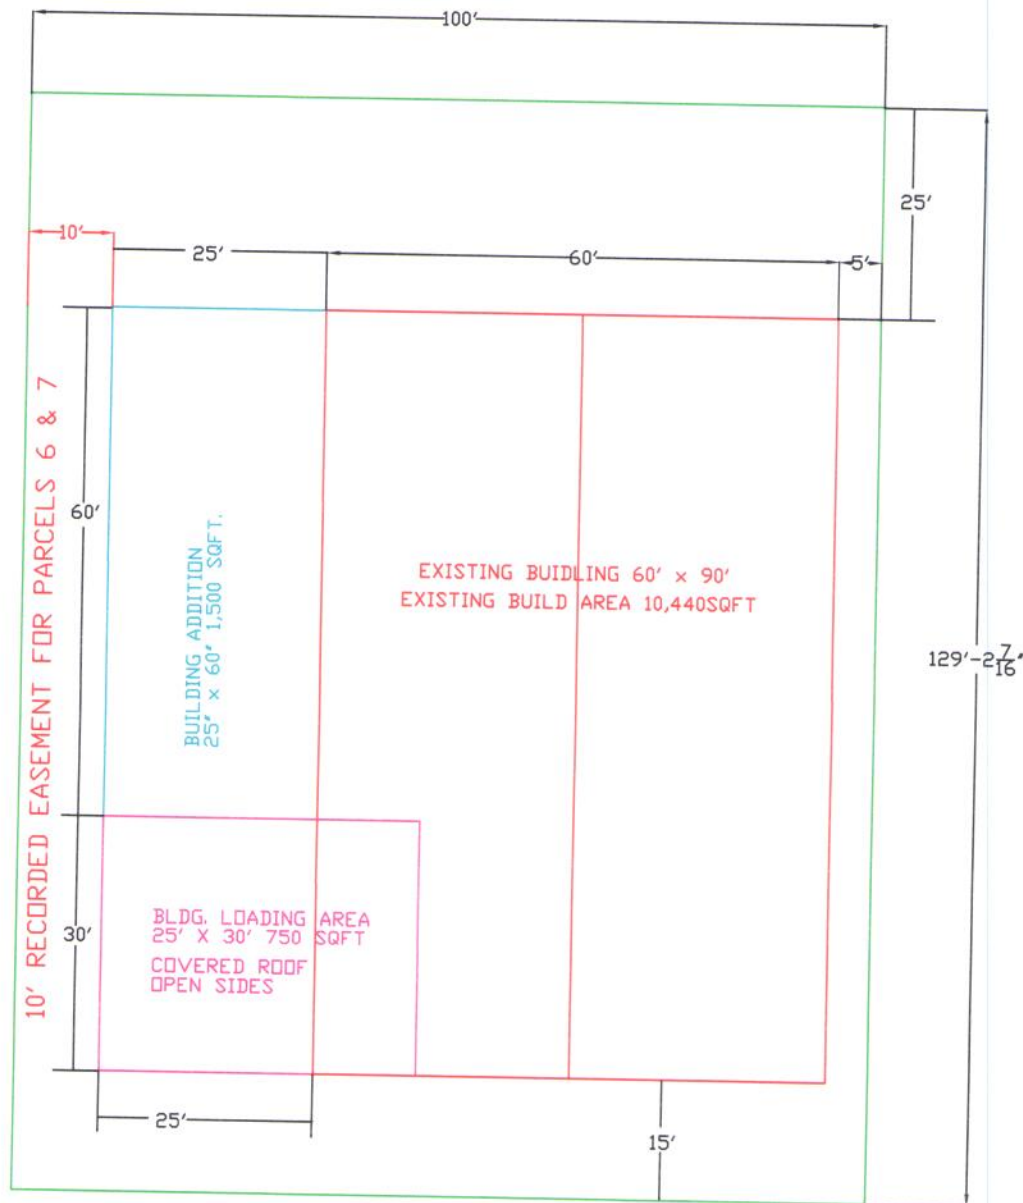 100'
25'
10'
25'
60'
5'
10' RECORDED EASEMENT FOR PARCELS 6 & 7
60'
BUILDING ADDITION
25" x 60" 1,500 SQFT.
EXISTING BUIDLING 60' x 90'
EXISTING BUILD AREA 10,440SQFT
129'-2 7/16"
30'
BLDG. LOADING AREA
25' X 30' 750 SQFT
COVERED ROOF
OPEN SIDES
25'
15'